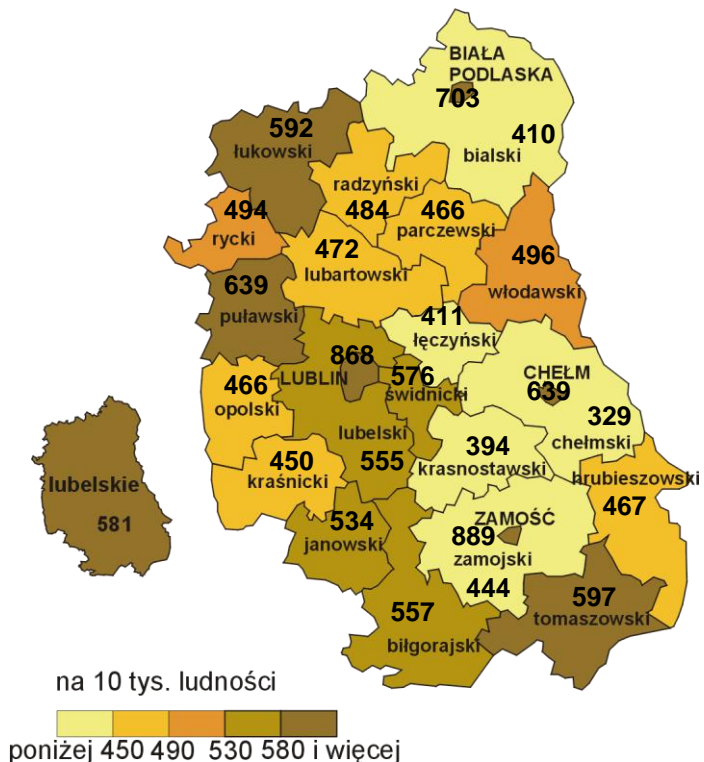 BIAŁA
PODLASKA
703
410
bialski
592
łukowski
radzyński
484
466
parczewski
494
rycki
472
lubartowski
496
włodawski
639
puławski
411
łęczyński
868
LUBLIN
576
świdnicki
CHEŁM
639
329
chełmski
466
opolski
lubelski
555
394
krasnostawski
450
kraśnicki
hrubieszowski
467
lubelskie
581
534
janowski
ZAMOŚĆ
889
zamojski
444
597
tomaszowski
557
biłgorajski
na 10 tys. ludności
poniżej 450 490 530 580 i więcej